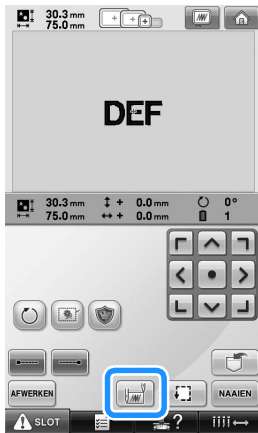 30.3 mm
75.0 mm
DEF
30.3 mm ↕ + 0.0 mm 0°
75.0 mm ↔ + 0.0 mm 1
AFWERKEN
NAAIEN
SLOT
?